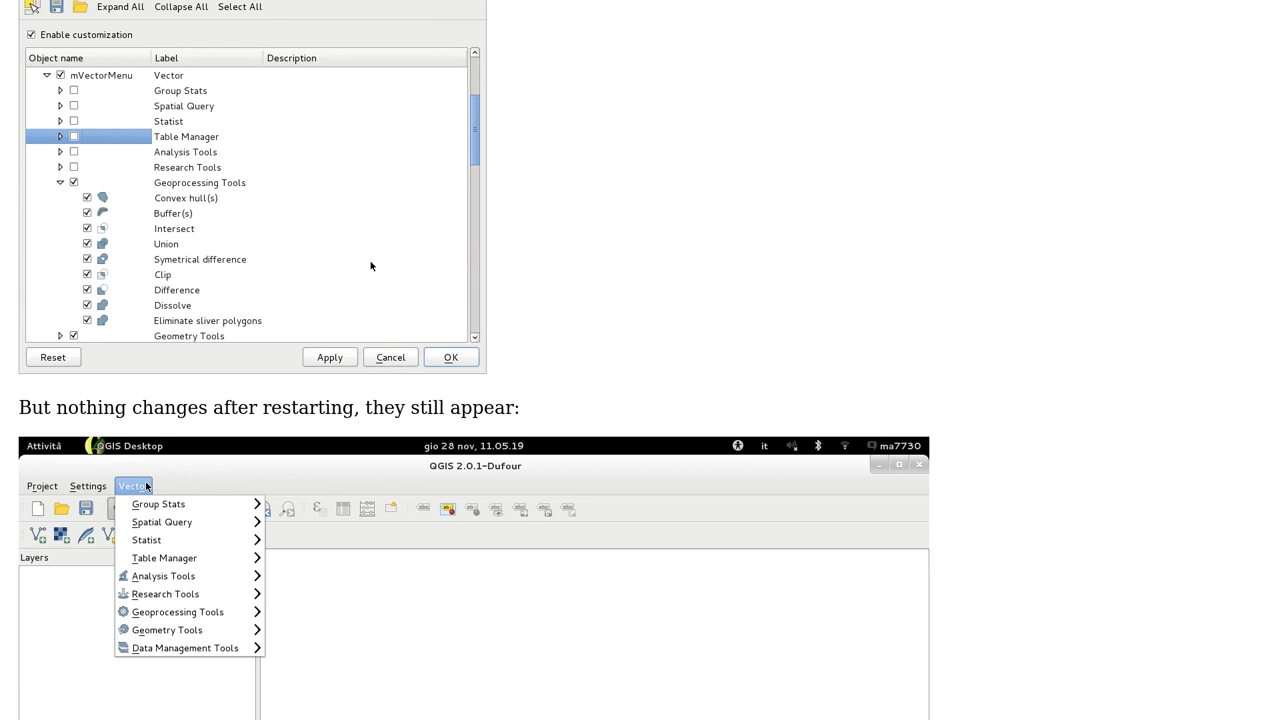 Expand All Collapse All Select All
Enable customization
Object name Label Description
mVectorMenu Vector
Group Stats
Spatial Query
Statist
Table Manager
Analysis Tools
Research Tools
Geoprocessing Tools
Convex hull(s)
Buffer(s)
Intersect
Union
Symetrical difference
Clip
Difference
Dissolve
Eliminate sliver polygons
Geometry Tools
Reset Apply Cancel OK
But nothing changes after restarting, they still appear:
Attività QGIS Desktop gio 28 nov, 11.05.19 it ma7730
QGIS 2.0.1-Dufour
Project Settings Vector
Group Stats
Spatial Query
Statist
Layers
Table Manager
Analysis Tools
Research Tools
Geoprocessing Tools
Geometry Tools
Data Management Tools